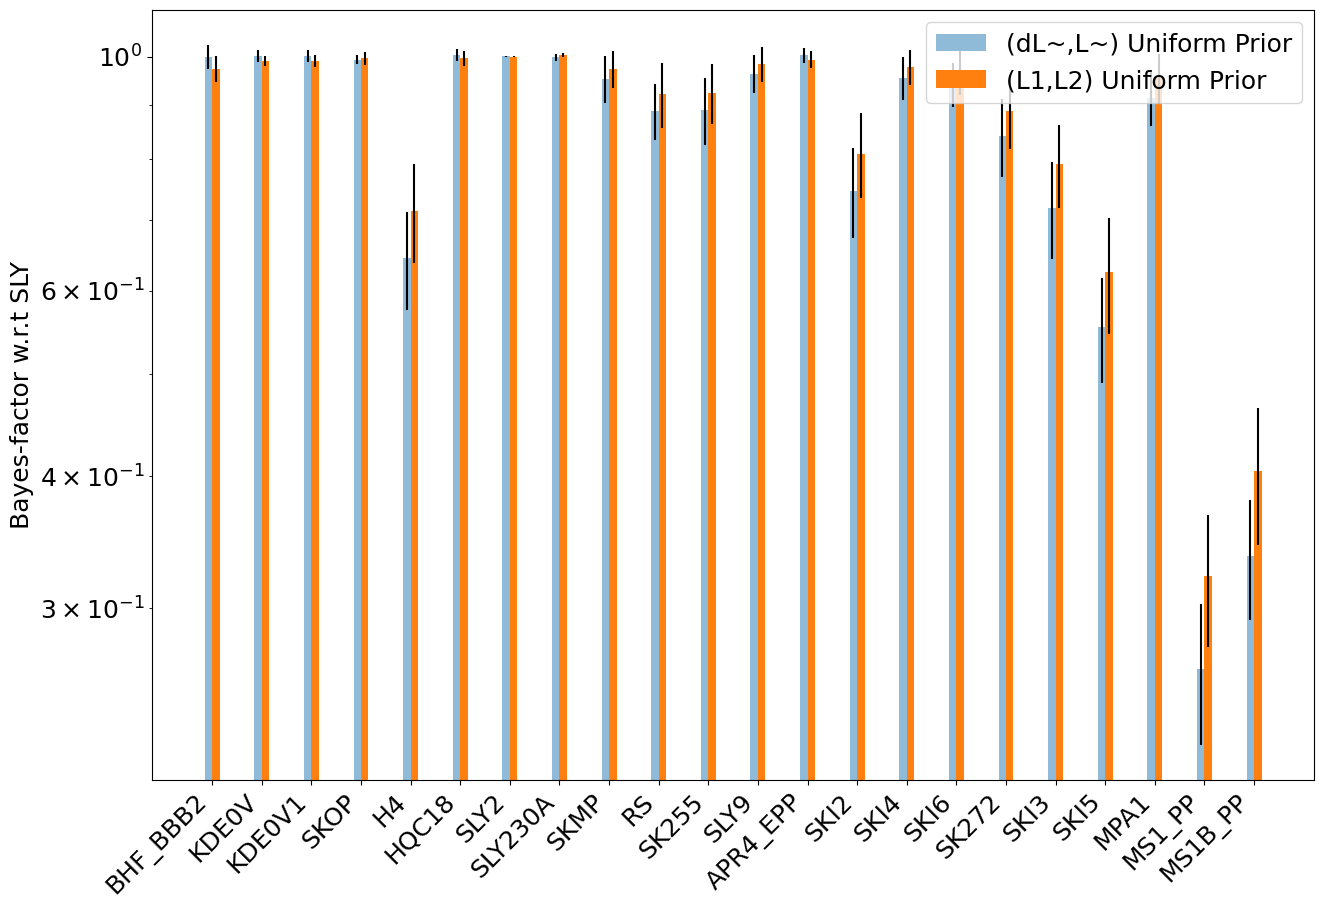 (dL~,L~) Uniform Prior
(L1,L2) Uniform Prior
Bayes-factor w.r.t SLY
10⁰
6 × 10⁻¹
4 × 10⁻¹
3 × 10⁻¹
BHF_BBB2
KDE0V
KDE0V1
SKOP
H4
HQC18
SLY2
SLY230A
SKMP
RS
SK255
SLY9
APR4_EPP
SKI2
SKI4
SKI6
SK272
SKI3
SKI5
MPA1
MS1_PP
MS1B_PP